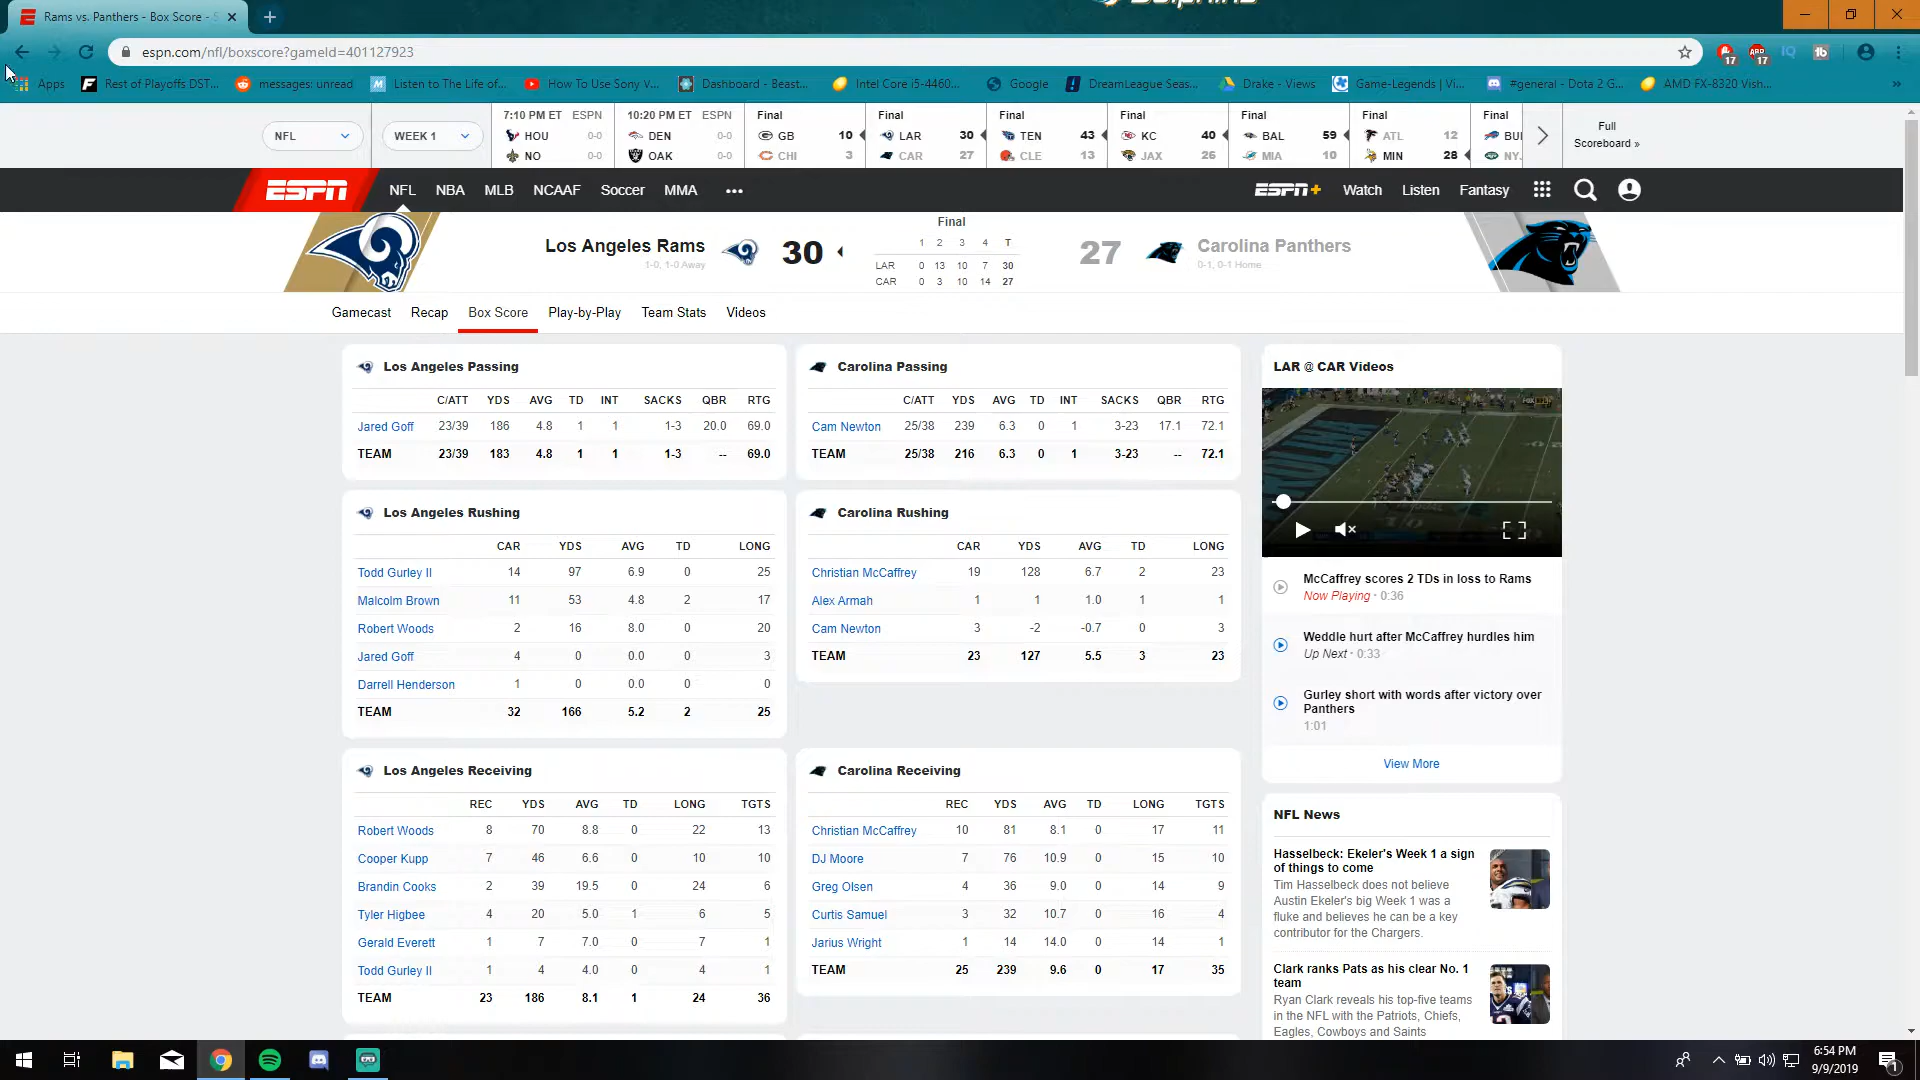 Dolphins
Rams vs. Panthers - Box Score -
espn.com/nfl/boxscore?gameId=401127923
Apps Rest of Playoffs DST... messages: unread Listen to The Life of... How To Use Sony V... Dashboard - Beast... Intel Core i5-4460... Google DreamLeague Seas... Drake - Views Game-Legends | Vi... #general - Dota 2 G... AMD FX-8320 Vish... »
17 17
NFL WEEK 1
7:10 PM ET ESPN
HOU 0-0
NO 0-0
10:20 PM ET ESPN
DEN 0-0
OAK 0-0
Final
GB 10
CHI 3
Final
LAR 30
CAR 27
Final
TEN 43
CLE 13
Final
KC 40
JAX 26
Final
BAL 59
MIA 10
Final
ATL 12
MIN 28
Final
BU
NY
Full
Scoreboard »
ESPN NFL NBA MLB NCAAF Soccer MMA ••• ESPN+ Watch Listen Fantasy
Los Angeles Rams 30
1-0, 1-0 Away
Final
1 2 3 4 T
LAR 0 13 10 7 30
CAR 0 3 10 14 27
27 Carolina Panthers
0-1, 0-1 Home
Gamecast Recap Box Score Play-by-Play Team Stats Videos
Los Angeles Passing
C/ATT YDS AVG TD INT SACKS QBR RTG
Jared Goff 23/39 186 4.8 1 1 1-3 20.0 69.0
TEAM 23/39 183 4.8 1 1 1-3 -- 69.0
Carolina Passing
C/ATT YDS AVG TD INT SACKS QBR RTG
Cam Newton 25/38 239 6.3 0 1 3-23 17.1 72.1
TEAM 25/38 216 6.3 0 1 3-23 -- 72.1
Los Angeles Rushing
CAR YDS AVG TD LONG
Todd Gurley II 14 97 6.9 0 25
Malcolm Brown 11 53 4.8 2 17
Robert Woods 2 16 8.0 0 20
Jared Goff 4 0 0.0 0 3
Darrell Henderson 1 0 0.0 0 0
TEAM 32 166 5.2 2 25
Carolina Rushing
CAR YDS AVG TD LONG
Christian McCaffrey 19 128 6.7 2 23
Alex Armah 1 1 1.0 1 1
Cam Newton 3 -2 -0.7 0 3
TEAM 23 127 5.5 3 23
Los Angeles Receiving
REC YDS AVG TD LONG TGTS
Robert Woods 8 70 8.8 0 22 13
Cooper Kupp 7 46 6.6 0 10 10
Brandin Cooks 2 39 19.5 0 24 6
Tyler Higbee 4 20 5.0 1 6 5
Gerald Everett 1 7 7.0 0 7 1
Todd Gurley II 1 4 4.0 0 4 1
TEAM 23 186 8.1 1 24 36
Carolina Receiving
REC YDS AVG TD LONG TGTS
Christian McCaffrey 10 81 8.1 0 17 11
DJ Moore 7 76 10.9 0 15 10
Greg Olsen 4 36 9.0 0 14 9
Curtis Samuel 3 32 10.7 0 16 4
Jarius Wright 1 14 14.0 0 14 1
TEAM 25 239 9.6 0 17 35
LAR @ CAR Videos
McCaffrey scores 2 TDs in loss to Rams
Now Playing · 0:36
Weddle hurt after McCaffrey hurdles him
Up Next · 0:33
Gurley short with words after victory over
Panthers
1:01
View More
NFL News
Hasselbeck: Ekeler's Week 1 a sign
of things to come
Tim Hasselbeck does not believe
Austin Ekeler's big Week 1 was a
fluke and believes he can be a key
contributor for the Chargers.
Clark ranks Pats as his clear No. 1
team
Ryan Clark reveals his top-five teams
in the NFL with the Patriots, Chiefs,
Eagles, Cowboys and Saints
6:54 PM
9/9/2019
1